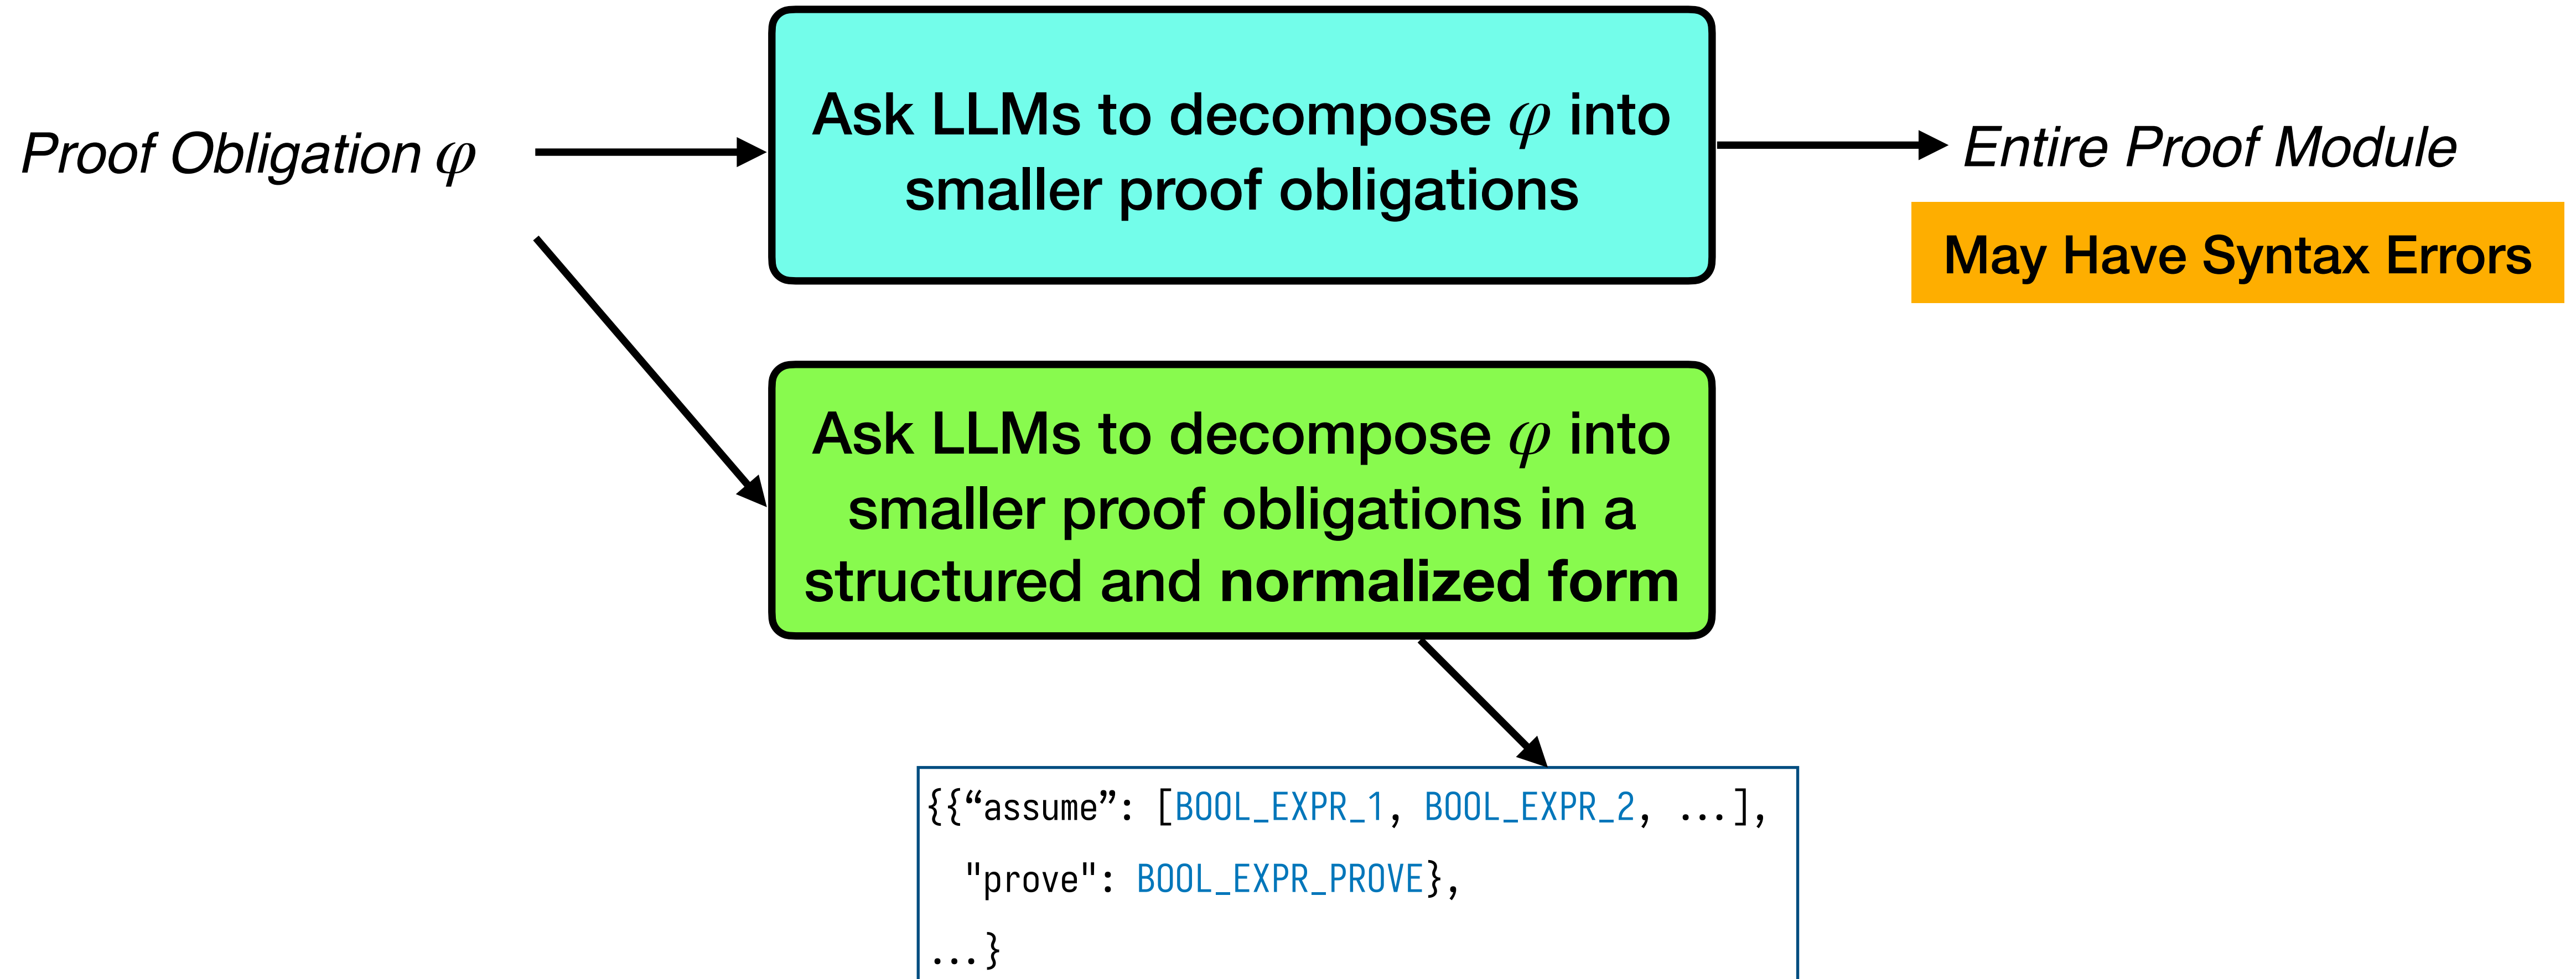 Proof Obligation φ
Ask LLMs to decompose φ into
smaller proof obligations
Entire Proof Module
May Have Syntax Errors
Ask LLMs to decompose φ into
smaller proof obligations in a
structured and normalized form
{{“assume”: [BOOL_EXPR_1, BOOL_EXPR_2, ...],
"prove": BOOL_EXPR_PROVE},
...}